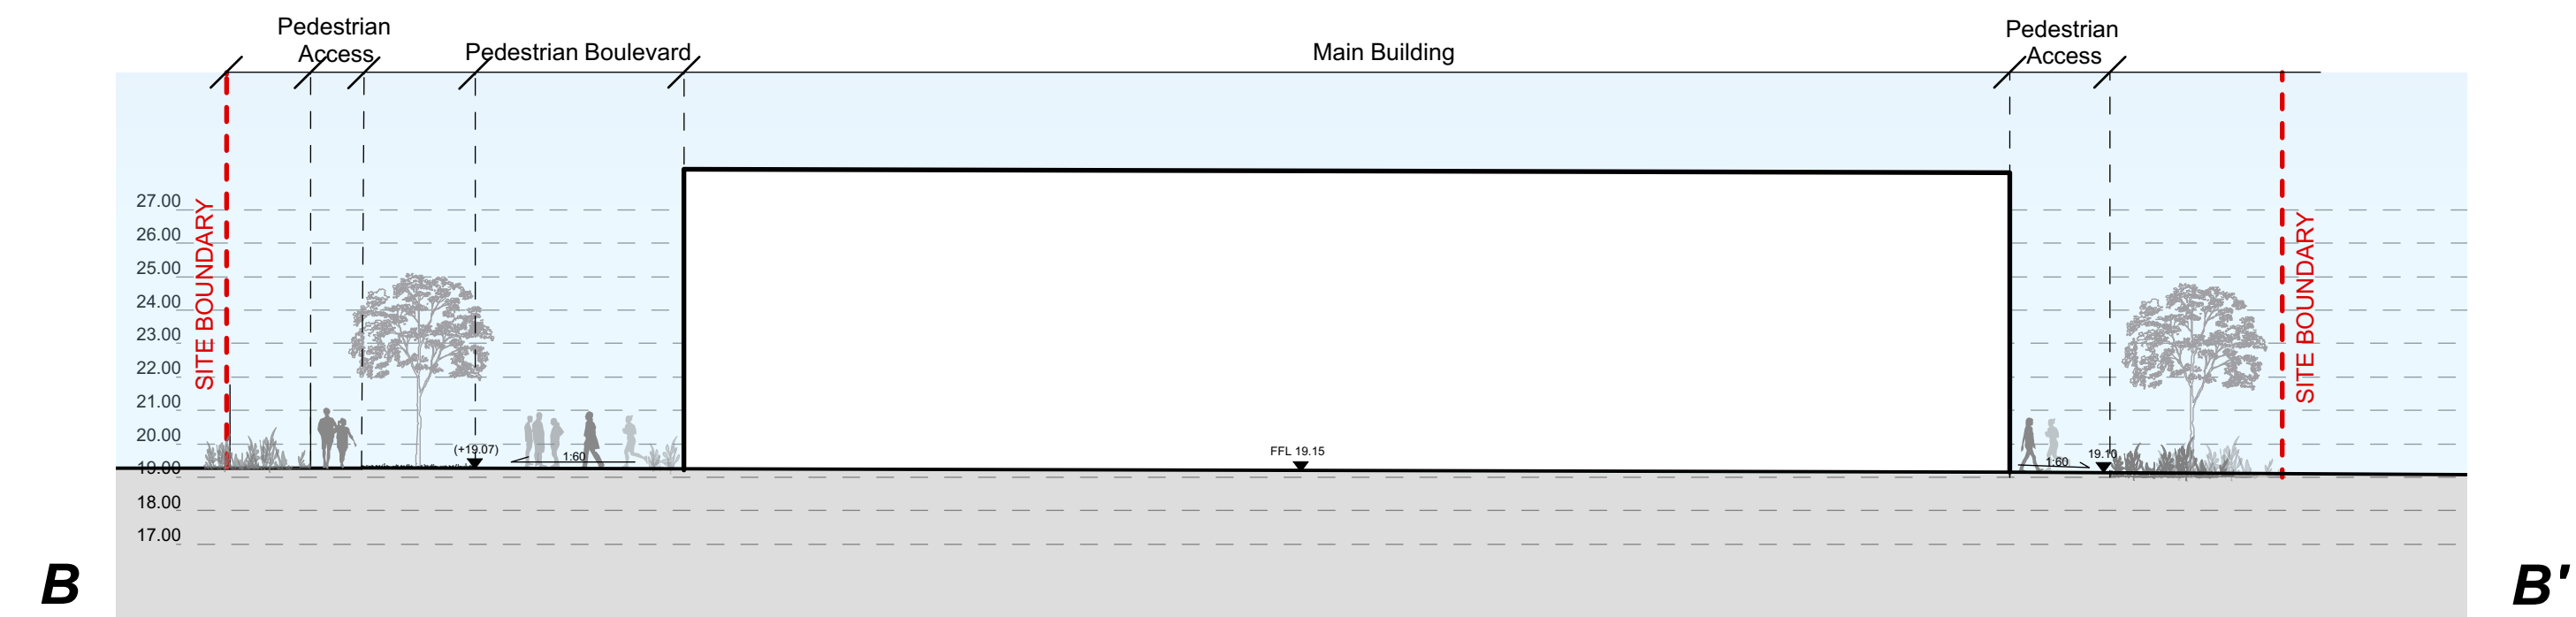 Pedestrian
Access
Pedestrian Boulevard
Main Building
Pedestrian
Access
27.00
26.00
25.00
24.00
23.00
22.00
21.00
20.00
19.00
18.00
17.00
SITE BOUNDARY
(+19.07)
1:60
FFL 19.15
1:60
19.10
SITE BOUNDARY
B
B'